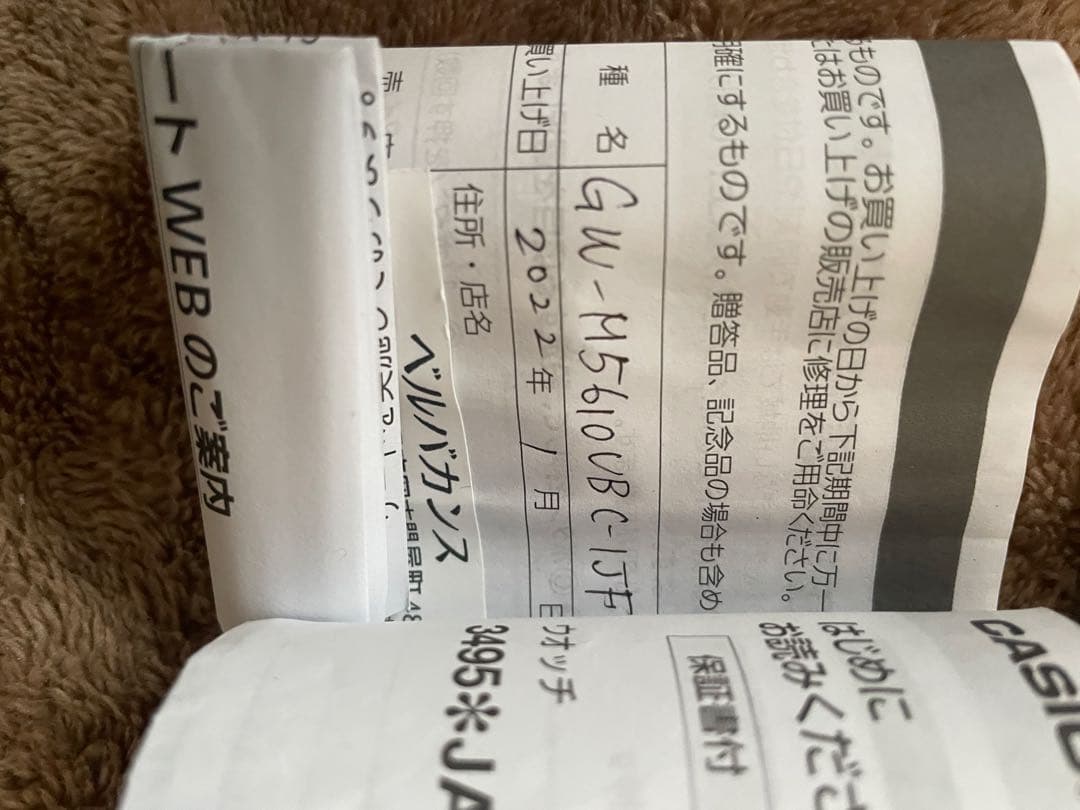 るものです。お買い上げの日から下記期間中に万一
はお買い上げの販売店に修理をご用命ください。
明確にするものです。贈答品、記念品の場合も含め
種 名 GW-M5610UBC-1JF
買い上げ日 2022年 1月 日
住所・店名
ベルバカンス
ート WEB のご案内
CASIO
はじめに
お読みくださ
保証書付
ウオッチ
3495*JA